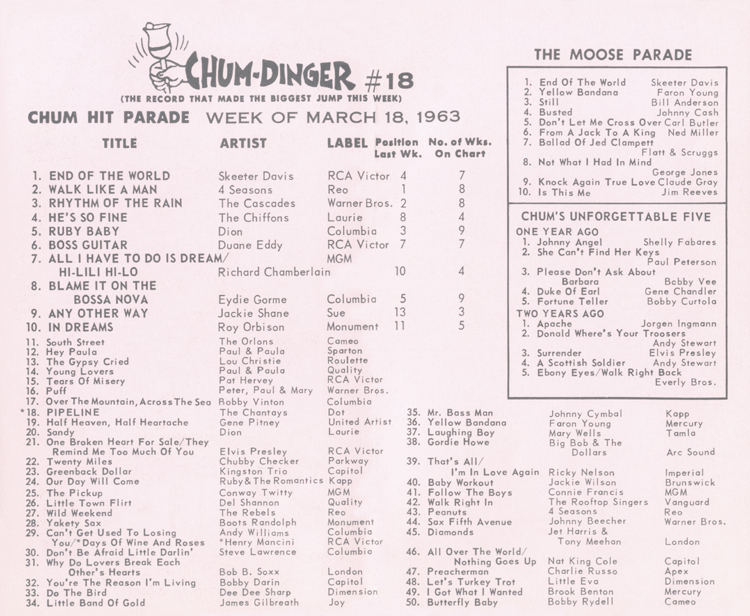 CHUM-DINGER #18
(THE RECORD THAT MADE THE BIGGEST JUMP THIS WEEK)
CHUM HIT PARADE WEEK OF MARCH 18, 1963
TITLE ARTIST LABEL Position Last Wk. No. of Wks. On Chart
1. END OF THE WORLD Skeeter Davis RCA Victor 4 7
2. WALK LIKE A MAN 4 Seasons Reo 1 8
3. RHYTHM OF THE RAIN The Cascades Warner Bros. 2 8
4. HE'S SO FINE The Chiffons Laurie 8 4
5. RUBY BABY Dion Columbia 3 9
6. BOSS GUITAR Duane Eddy RCA Victor 7 7
7. ALL I HAVE TO DO IS DREAM/ MGM
HI-LILI HI-LO Richard Chamberlain 10 4
8. BLAME IT ON THE
BOSSA NOVA Eydie Gorme Columbia 5 9
9. ANY OTHER WAY Jackie Shane Sue 13 3
10. IN DREAMS Roy Orbison Monument 11 5
11. South Street The Orlons Cameo
12. Hey Paula Paul & Paula Sparton
13. The Gypsy Cried Lou Christie Roulette
14. Young Lovers Paul & Paula Quality
15. Tears Of Misery Pat Hervey RCA Victor
16. Puff Peter, Paul & Mary Warner Bros.
17. Over The Mountain, Across The Sea Bobby Vinton Columbia
*18. PIPELINE The Chantays Dot
19. Half Heaven, Half Heartache Gene Pitney United Artist
20. Sandy Dion Laurie
21. One Broken Heart For Sale/They
Remind Me Too Much Of You Elvis Presley RCA Victor
22. Twenty Miles Chubby Checker Parkway
23. Greenback Dollar Kingston Trio Capitol
24. Our Day Will Come Ruby & The Romantics Kapp
25. The Pickup Conway Twitty MGM
26. Little Town Flirt Del Shannon Quality
27. Wild Weekend The Rebels Reo
28. Yakety Sax Boots Randolph Monument
29. Can't Get Used To Losing Andy Williams Columbia
You/*Days Of Wine And Roses *Henry Mancini RCA Victor
30. Don't Be Afraid Little Darlin' Steve Lawrence Columbia
31. Why Do Lovers Break Each
Other's Hearts Bob B. Soxx London
32. You're The Reason I'm Living Bobby Darin Capitol
33. Do The Bird Dee Dee Sharp Dimension
34. Little Band Of Gold James Gilbreath Joy
35. Mr. Bass Man Johnny Cymbal Kapp
36. Yellow Bandana Faron Young Mercury
37. Laughing Boy Mary Wells Tamla
38. Gordie Howe Big Bob & The
Dollars Arc Sound
39. That's All/
I'm In Love Again Ricky Nelson Imperial
40. Baby Workout Jackie Wilson Brunswick
41. Follow The Boys Connie Francis MGM
42. Walk Right In The Rooftop Singers Vanguard
43. Peanuts 4 Seasons Reo
44. Sax Fifth Avenue Johnny Beecher Warner Bros.
45. Diamonds Jet Harris &
Tony Meehan London
46. All Over The World/
Nothing Goes Up Nat King Cole Capitol
47. Preacherman Charlie Russo Apex
48. Let's Turkey Trot Little Eva Dimension
49. I Got What I Wanted Brook Benton Mercury
50. Butterfly Baby Bobby Rydell Cameo
THE MOOSE PARADE
1. End Of The World Skeeter Davis
2. Yellow Bandana Faron Young
3. Still Bill Anderson
4. Busted Johnny Cash
5. Don't Let Me Cross Over Carl Butler
6. From A Jack To A King Ned Miller
7. Ballad Of Jed Clampett
Flatt & Scruggs
8. Not What I Had In Mind
George Jones
9. Knock Again True Love Claude Gray
10. Is This Me Jim Reeves
CHUM'S UNFORGETTABLE FIVE
ONE YEAR AGO
1. Johnny Angel Shelly Fabares
2. She Can't Find Her Keys
Paul Peterson
3. Please Don't Ask About
Barbara Bobby Vee
4. Duke Of Earl Gene Chandler
5. Fortune Teller Bobby Curtola
TWO YEARS AGO
1. Apache Jorgen Ingmann
2. Donald Where's Your Troosers
Andy Stewart
3. Surrender Elvis Presley
4. A Scottish Soldier Andy Stewart
5. Ebony Eyes/Walk Right Back
Everly Bros.